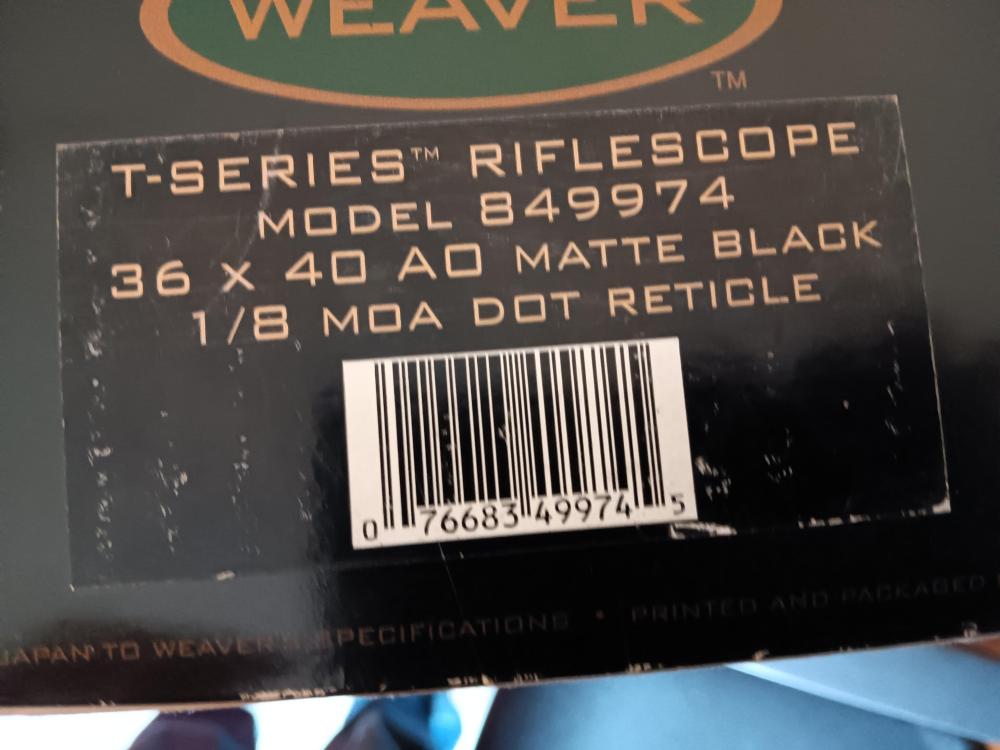 WEAVER
TM
T-SERIES™ RIFLESCOPE
MODEL 849974
36 X 40 AO MATTE BLACK
1/8 MOA DOT RETICLE
0 76683 49974 5
JAPAN TO WEAVER'S SPECIFICATIONS • PRINTED AND PACKAGED